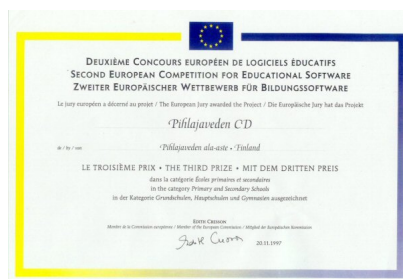 DEUXIÈME CONCOURS EUROPÉEN DE LOGICIELS ÉDUCATIFS
SECOND EUROPEAN COMPETITION FOR EDUCATIONAL SOFTWARE
ZWEITER EUROPÄISCHER WETTBEWERB FÜR BILDUNGSSOFTWARE
Le jury européen a décerné au projet / The European Jury awarded the Project / Die Europäische Jury hat das Projekt
Pihlajaveden CD
de / by / von Pihlajaveden ala-aste • Finland
LE TROISIÈME PRIX • THE THIRD PRIZE • MIT DEM DRITTEN PREIS
dans la catégorie Écoles primaires et secondaires
in the category Primary and Secondary Schools
in der Kategorie Grundschulen, Hauptschulen und Gymnasien ausgezeichnet
EDITH CRESSON
Membre de la Commission européenne / Member of the European Commission / Mitglied der Europäischen Kommission
Edith Cresson 20.11.1997